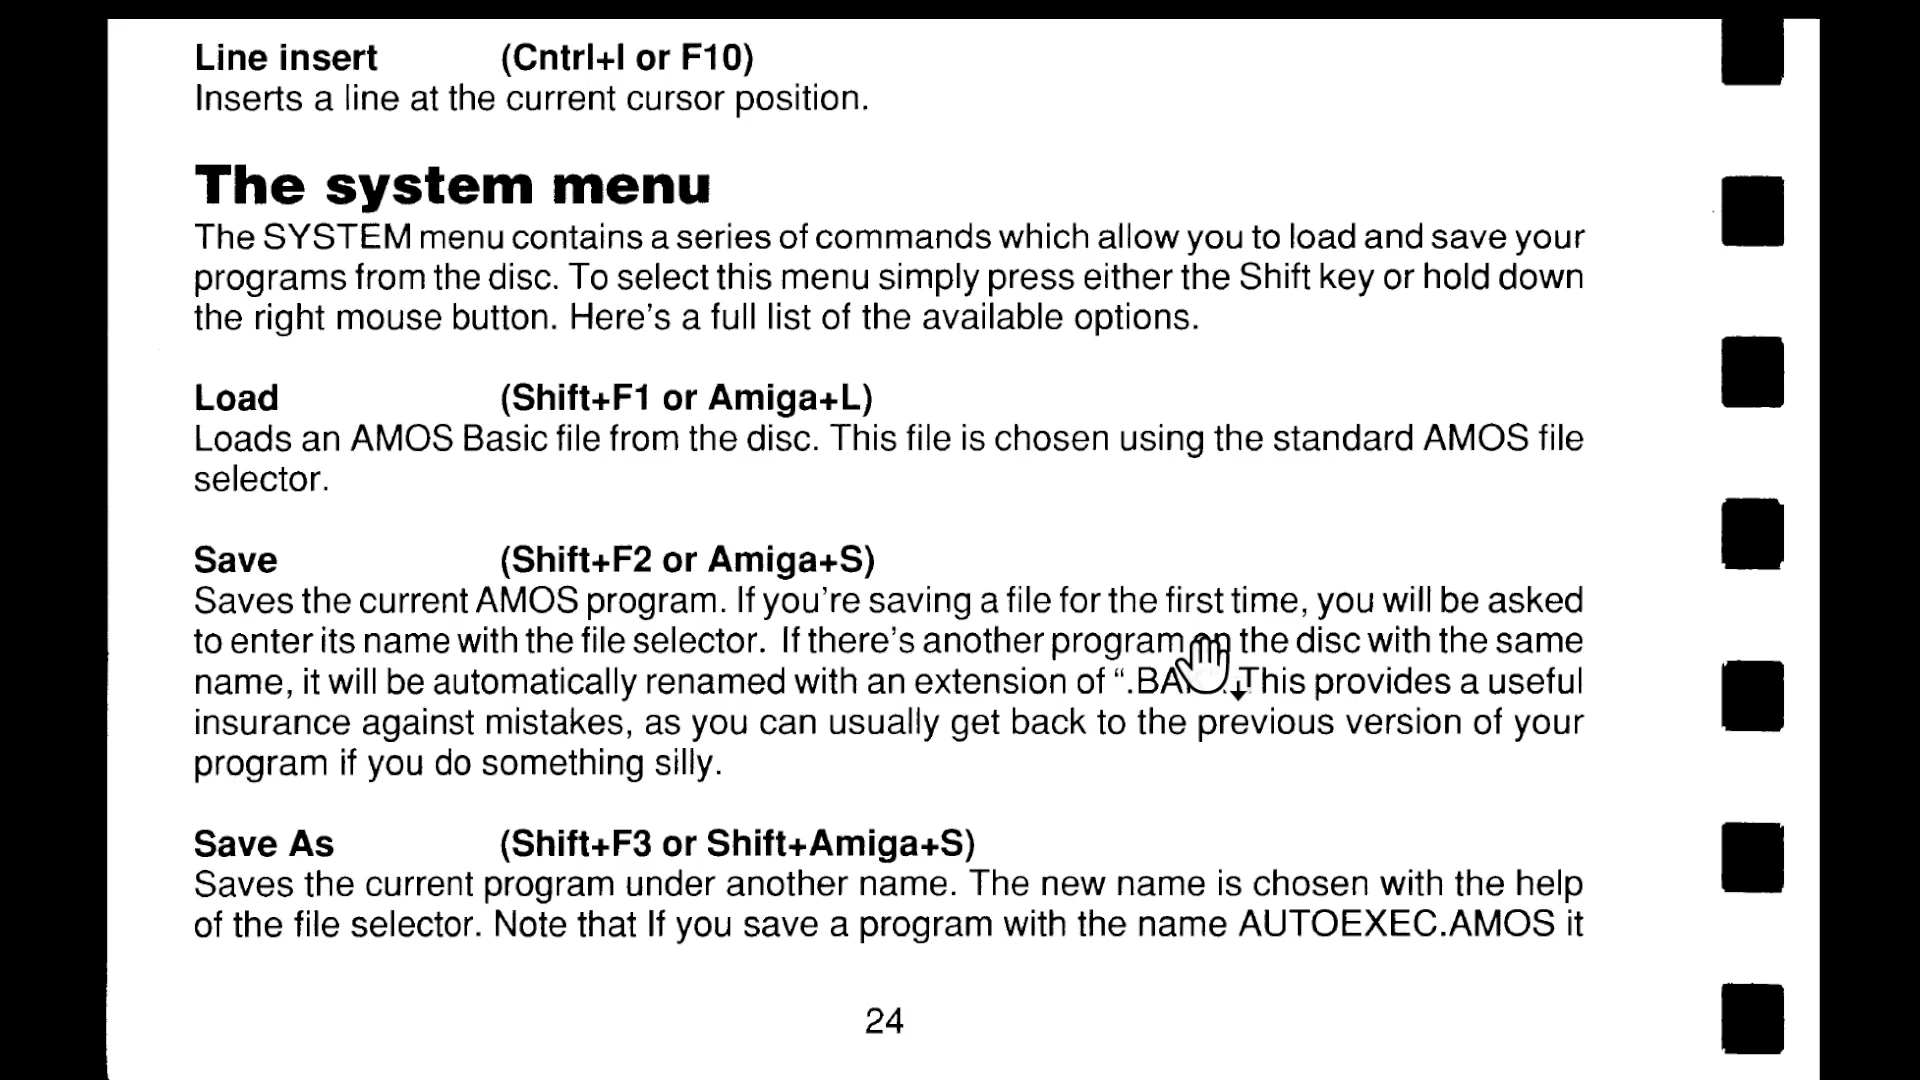 Line insert (Cntrl+I or F10)
Inserts a line at the current cursor position.
The system menu
The SYSTEM menu contains a series of commands which allow you to load and save your
programs from the disc. To select this menu simply press either the Shift key or hold down
the right mouse button. Here's a full list of the available options.
Load (Shift+F1 or Amiga+L)
Loads an AMOS Basic file from the disc. This file is chosen using the standard AMOS file
selector.
Save (Shift+F2 or Amiga+S)
Saves the current AMOS program. If you're saving a file for the first time, you will be asked
to enter its name with the file selector. If there's another program on the disc with the same
name, it will be automatically renamed with an extension of “ This provides a useful
insurance against mistakes, as you can usually get back to the previous version of your
program if you do something silly.
Save As (Shift+F3 or Shift+Amiga+S)
Saves the current program under another name. The new name is chosen with the help
of the file selector. Note that If you save a program with the name AUTOEXEC.AMOS it
24